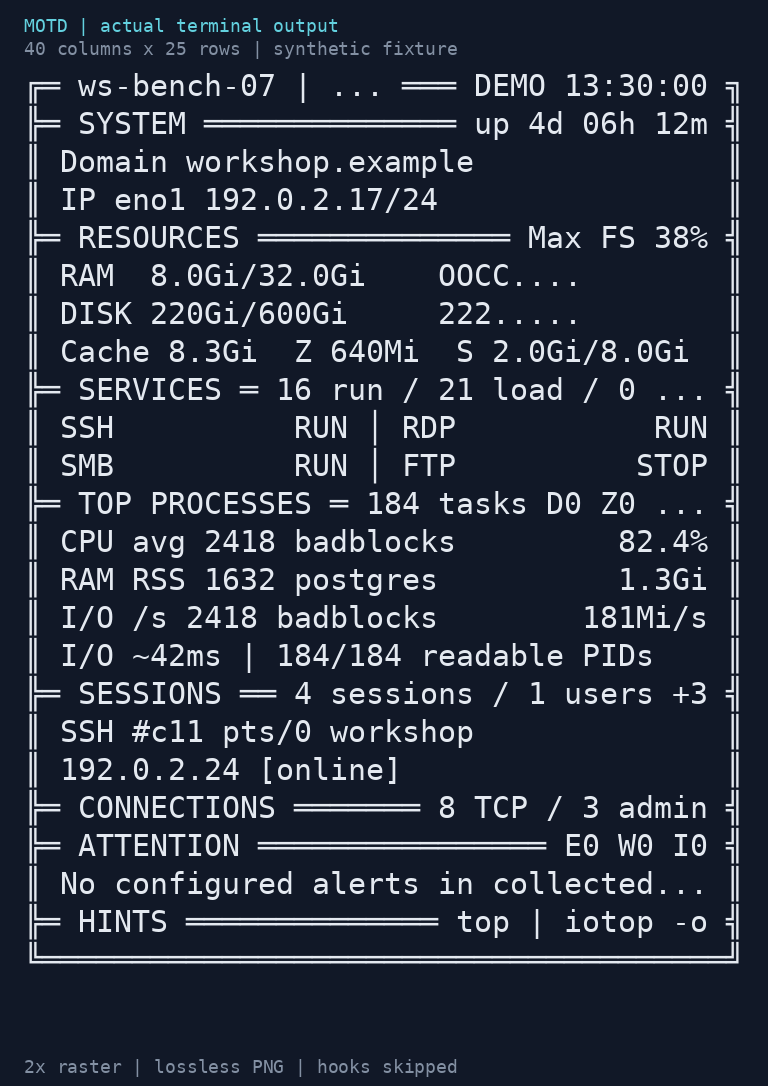 MOTD | actual terminal output
40 columns x 25 rows | synthetic fixture
╔═ ws-bench-07 | ... ═══ DEMO 13:30:00 ╗
╠═ SYSTEM ══════════════ up 4d 06h 12m ╣
║ Domain workshop.example              ║
║ IP eno1 192.0.2.17/24                ║
╠═ RESOURCES ══════════════ Max FS 38% ╣
║ RAM  8.0Gi/32.0Gi    OOCC....        ║
║ DISK 220Gi/600Gi     222.....        ║
║ Cache 8.3Gi  Z 640Mi  S 2.0Gi/8.0Gi  ║
╠═ SERVICES ═ 16 run / 21 load / 0 ... ╣
║ SSH          RUN │ RDP           RUN ║
║ SMB          RUN │ FTP          STOP ║
╠═ TOP PROCESSES ═ 184 tasks D0 Z0 ... ╣
║ CPU avg 2418 badblocks         82.4% ║
║ RAM RSS 1632 postgres          1.3Gi ║
║ I/O /s 2418 badblocks        181Mi/s ║
║ I/O ~42ms | 184/184 readable PIDs    ║
╠═ SESSIONS ══ 4 sessions / 1 users +3 ╣
║ SSH #c11 pts/0 workshop              ║
║ 192.0.2.24 [online]                  ║
╠═ CONNECTIONS ═══════ 8 TCP / 3 admin ╣
╠═ ATTENTION ════════════════ E0 W0 I0 ╣
║ No configured alerts in collected... ║
╠═ HINTS ══════════════ top | iotop -o ╣
╚══════════════════════════════════════╝
2x raster | lossless PNG | hooks skipped